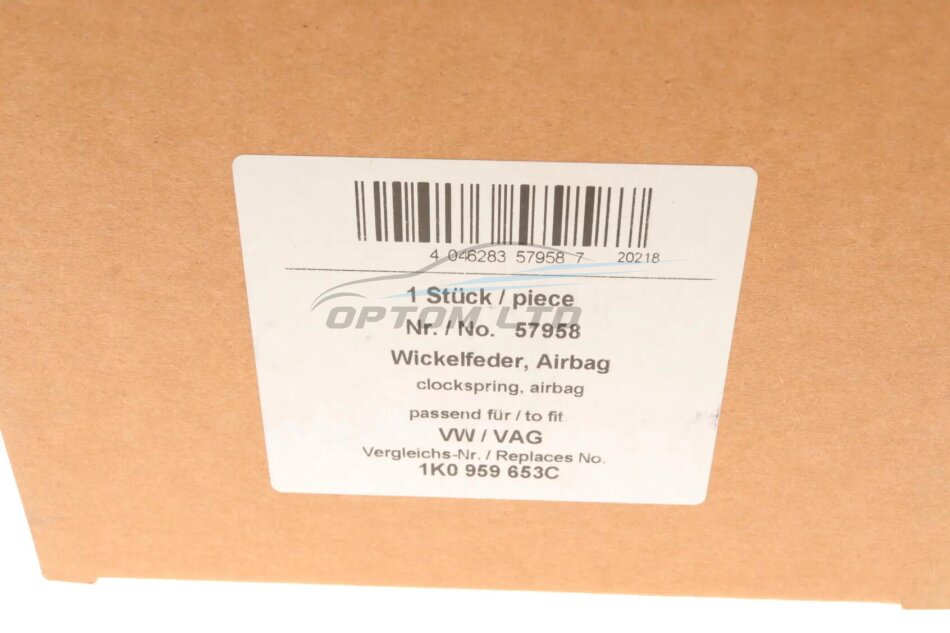 4 046283 57958 7 20218
1 Stück / piece
OPTOM LTD
Nr. / No. 57958
Wickelfeder, Airbag
clockspring, airbag
passend für / to fit
VW / VAG
Vergleichs-Nr. / Replaces No.
1K0 959 653C